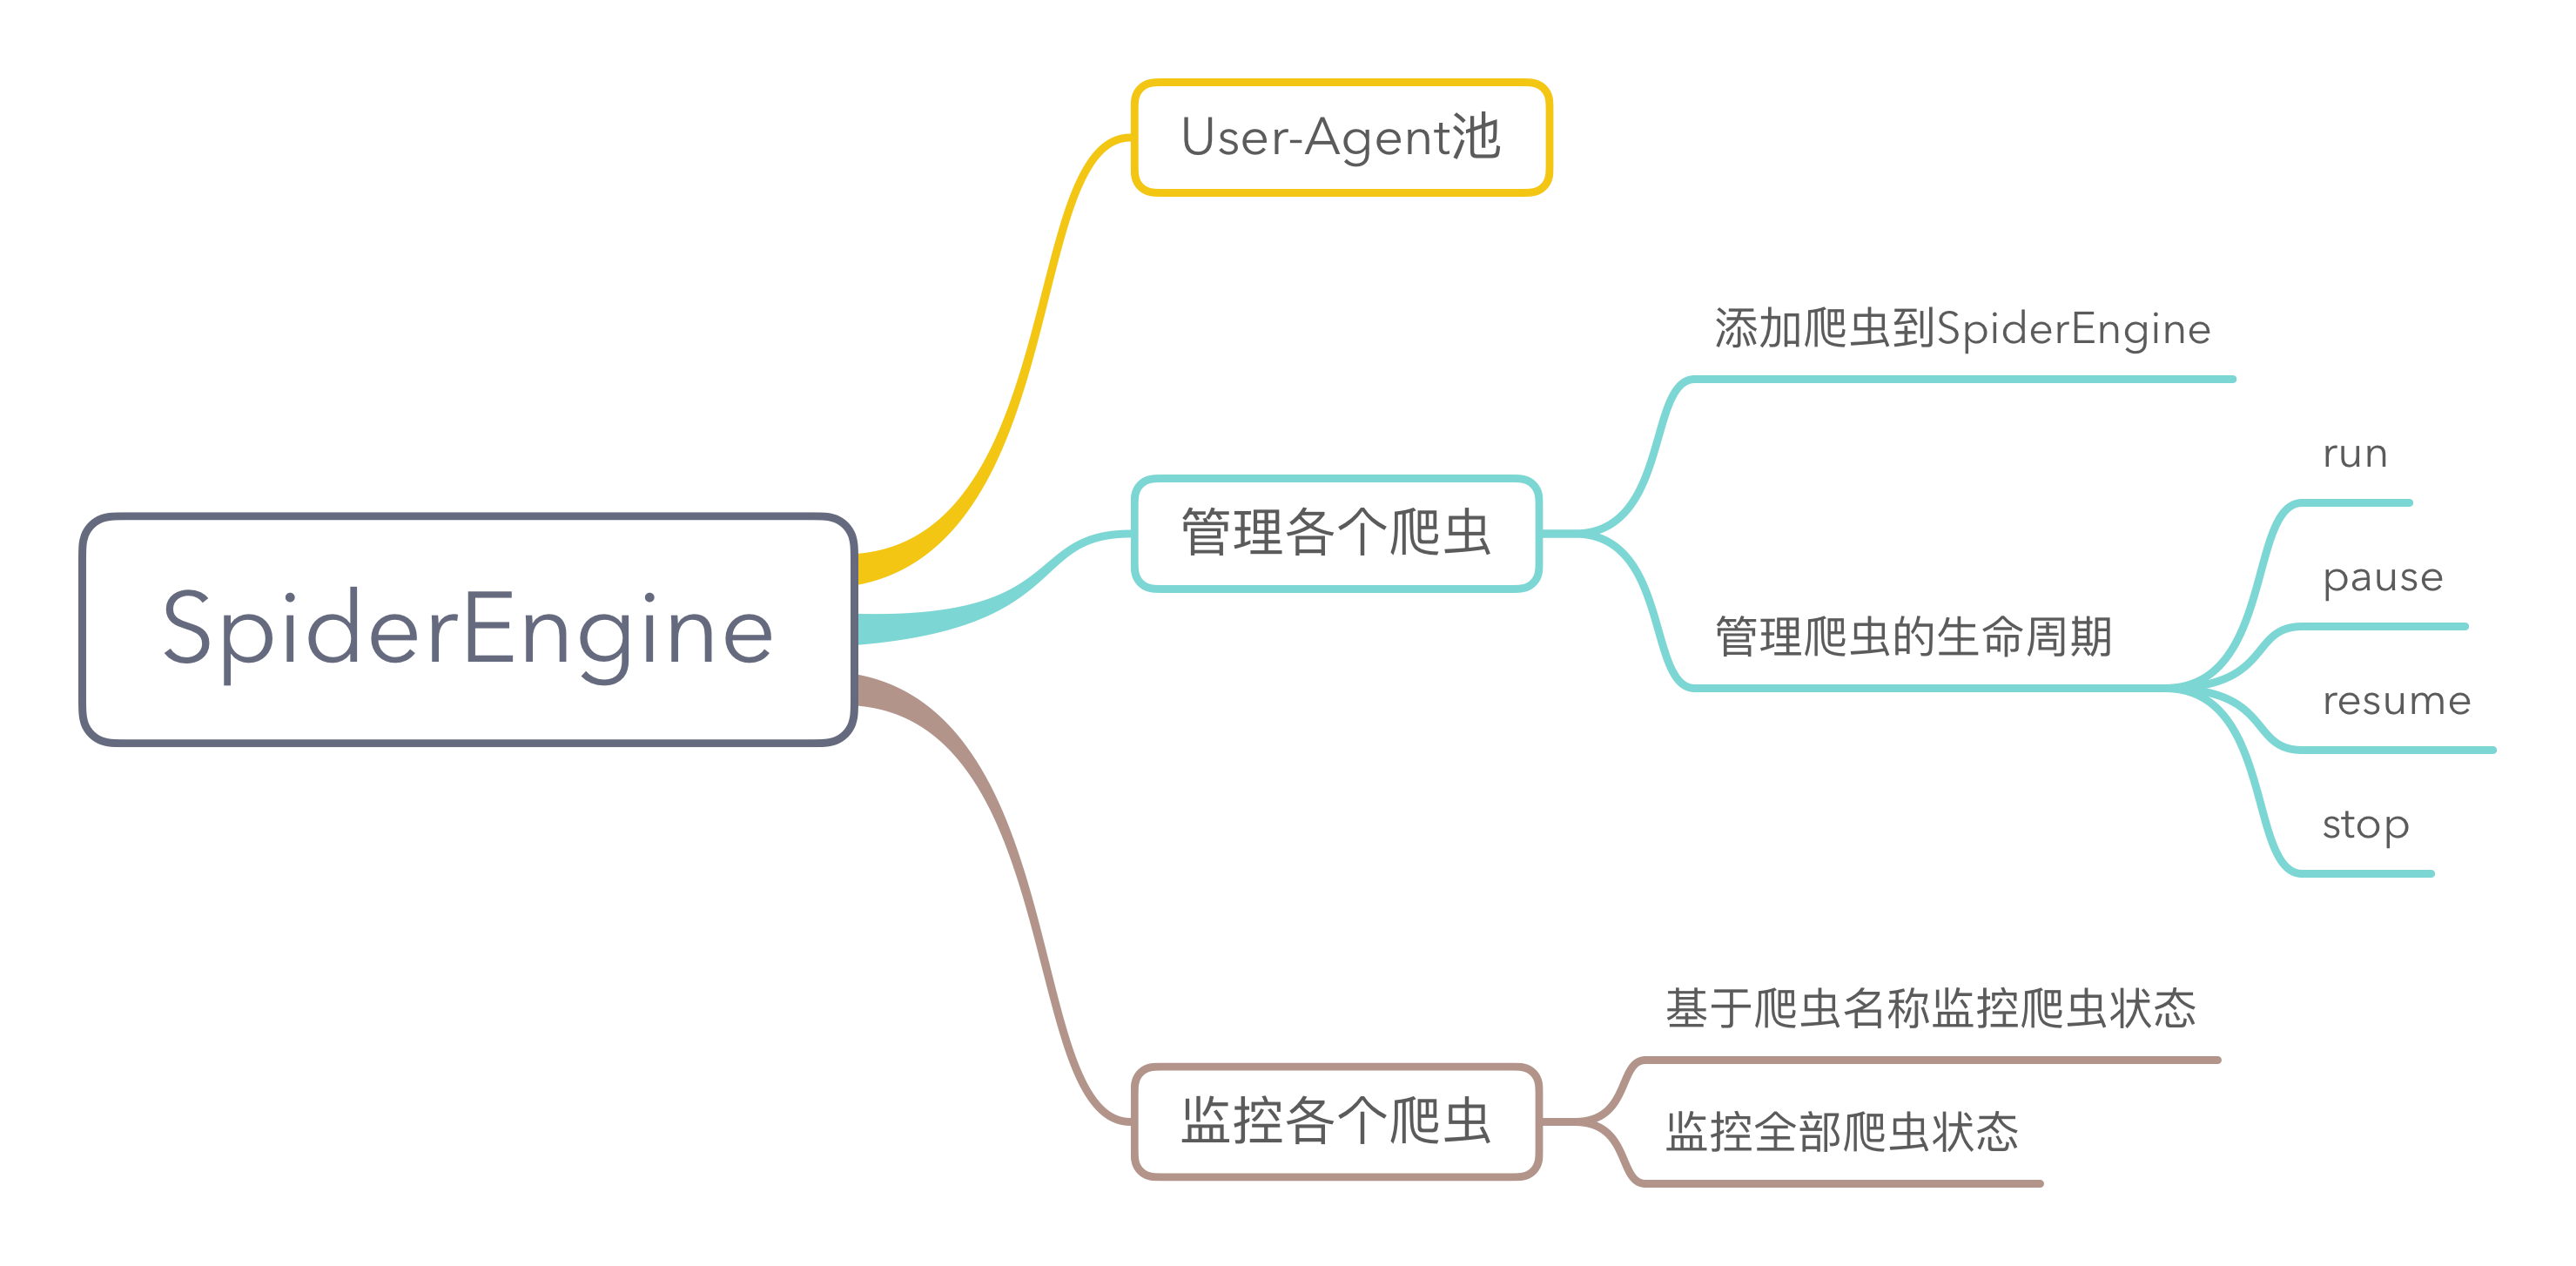 SpiderEngine
User-Agent池
管理各个爬虫
添加爬虫到SpiderEngine
管理爬虫的生命周期
run
pause
resume
stop
监控各个爬虫
基于爬虫名称监控爬虫状态
监控全部爬虫状态